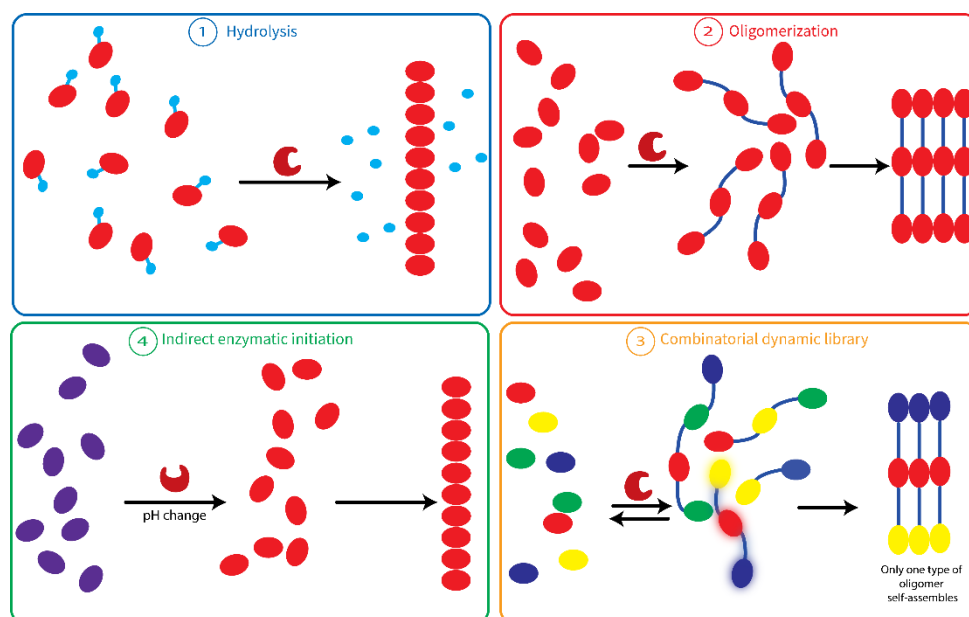 1 Hydrolysis
2 Oligomerization
4 Indirect enzymatic initiation
pH change
3 Combinatorial dynamic library
Only one type of
oligomer
self-assembles